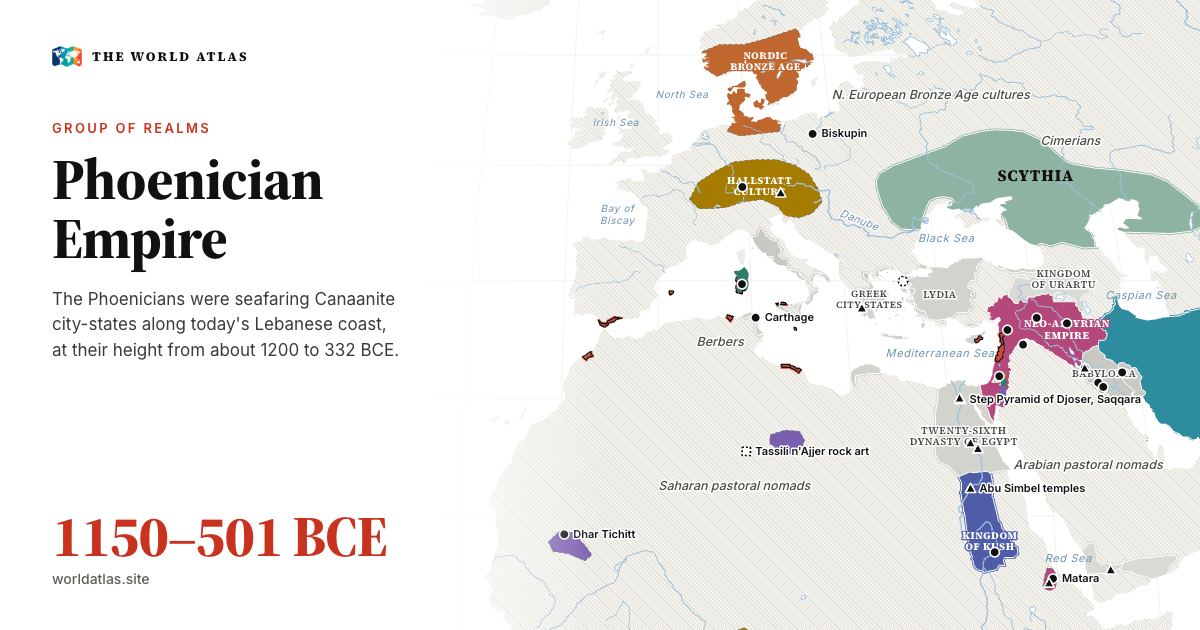 THE WORLD ATLAS
GROUP OF REALMS
Phoenician
Empire
The Phoenicians were seafaring Canaanite
city-states along today's Lebanese coast,
at their height from about 1200 to 332 BCE.
1150–501 BCE
worldatlas.site
NORDIC
BRONZE AGE
North Sea
N. European Bronze Age cultures
Irish Sea
Biskupin
Cimerians
HALLSTATT
CULTURE
SCYTHIA
Bay of
Biscay
Danube
Black Sea
KINGDOM
OF URARTU
GREEK
CITY-STATES
LYDIA
Caspian Sea
Carthage
NEO-ASSYRIAN
EMPIRE
Berbers
Mediterranean Sea
BABYLONIA
Step Pyramid of Djoser, Saqqara
TWENTY-SIXTH
DYNASTY OF EGYPT
Tassili n'Ajjer rock art
Arabian pastoral nomads
Saharan pastoral nomads
Abu Simbel temples
Dhar Tichitt
KINGDOM
OF KUSH
Red Sea
Matara